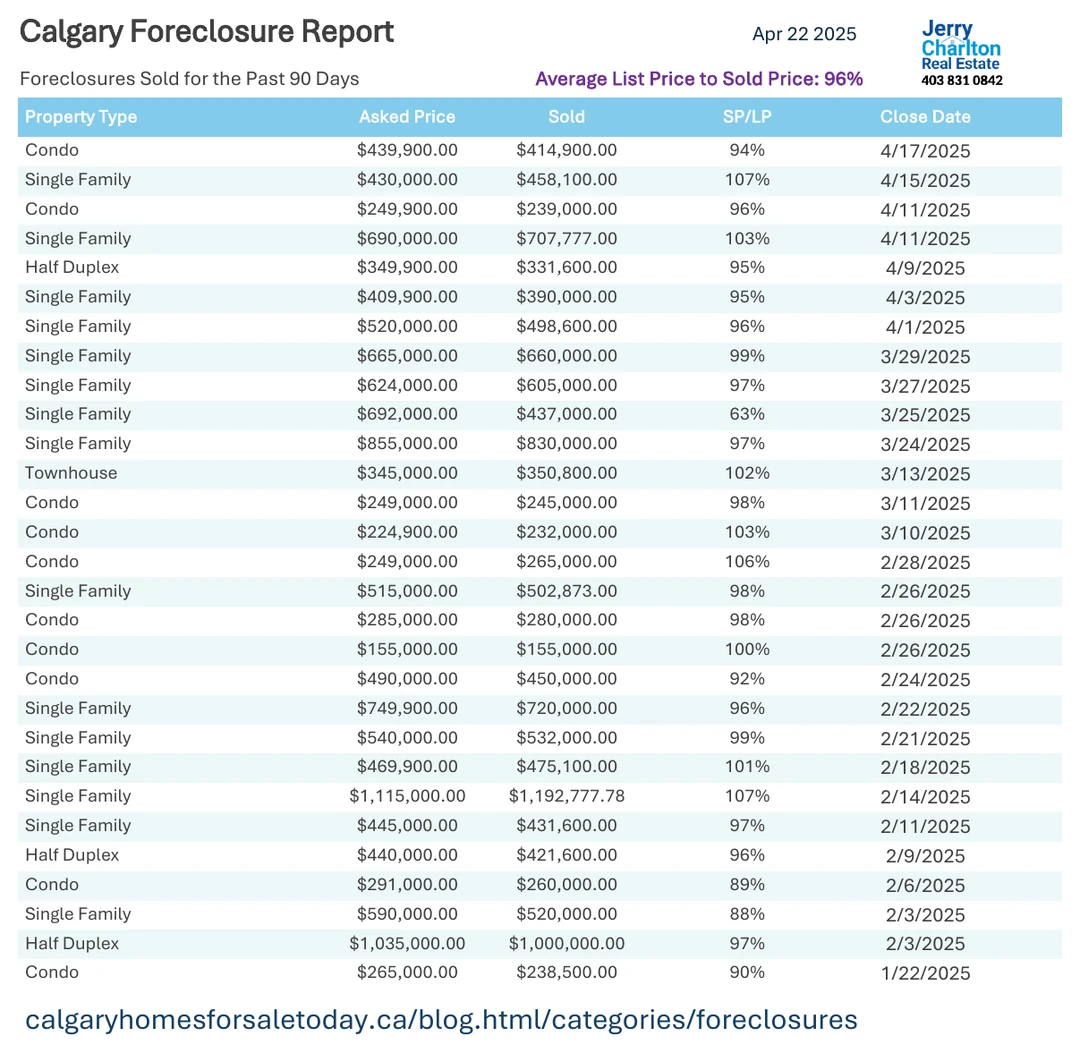 Calgary Foreclosure Report
Apr 22 2025
Jerry
Charlton
Real Estate
403 831 0842
Foreclosures Sold for the Past 90 Days
Average List Price to Sold Price: 96%
Property Type Asked Price Sold SP/LP Close Date
Condo $439,900.00 $414,900.00 94% 4/17/2025
Single Family $430,000.00 $458,100.00 107% 4/15/2025
Condo $249,900.00 $239,000.00 96% 4/11/2025
Single Family $690,000.00 $707,777.00 103% 4/11/2025
Half Duplex $349,900.00 $331,600.00 95% 4/9/2025
Single Family $409,900.00 $390,000.00 95% 4/3/2025
Single Family $520,000.00 $498,600.00 96% 4/1/2025
Single Family $665,000.00 $660,000.00 99% 3/29/2025
Single Family $624,000.00 $605,000.00 97% 3/27/2025
Single Family $692,000.00 $437,000.00 63% 3/25/2025
Single Family $855,000.00 $830,000.00 97% 3/24/2025
Townhouse $345,000.00 $350,800.00 102% 3/13/2025
Condo $249,000.00 $245,000.00 98% 3/11/2025
Condo $224,900.00 $232,000.00 103% 3/10/2025
Condo $249,000.00 $265,000.00 106% 2/28/2025
Single Family $515,000.00 $502,873.00 98% 2/26/2025
Condo $285,000.00 $280,000.00 98% 2/26/2025
Condo $155,000.00 $155,000.00 100% 2/26/2025
Condo $490,000.00 $450,000.00 92% 2/24/2025
Single Family $749,900.00 $720,000.00 96% 2/22/2025
Single Family $540,000.00 $532,000.00 99% 2/21/2025
Single Family $469,900.00 $475,100.00 101% 2/18/2025
Single Family $1,115,000.00 $1,192,777.78 107% 2/14/2025
Single Family $445,000.00 $431,600.00 97% 2/11/2025
Half Duplex $440,000.00 $421,600.00 96% 2/9/2025
Condo $291,000.00 $260,000.00 89% 2/6/2025
Single Family $590,000.00 $520,000.00 88% 2/3/2025
Half Duplex $1,035,000.00 $1,000,000.00 97% 2/3/2025
Condo $265,000.00 $238,500.00 90% 1/22/2025
calgaryhomesforsaletoday.ca/blog.html/categories/foreclosures